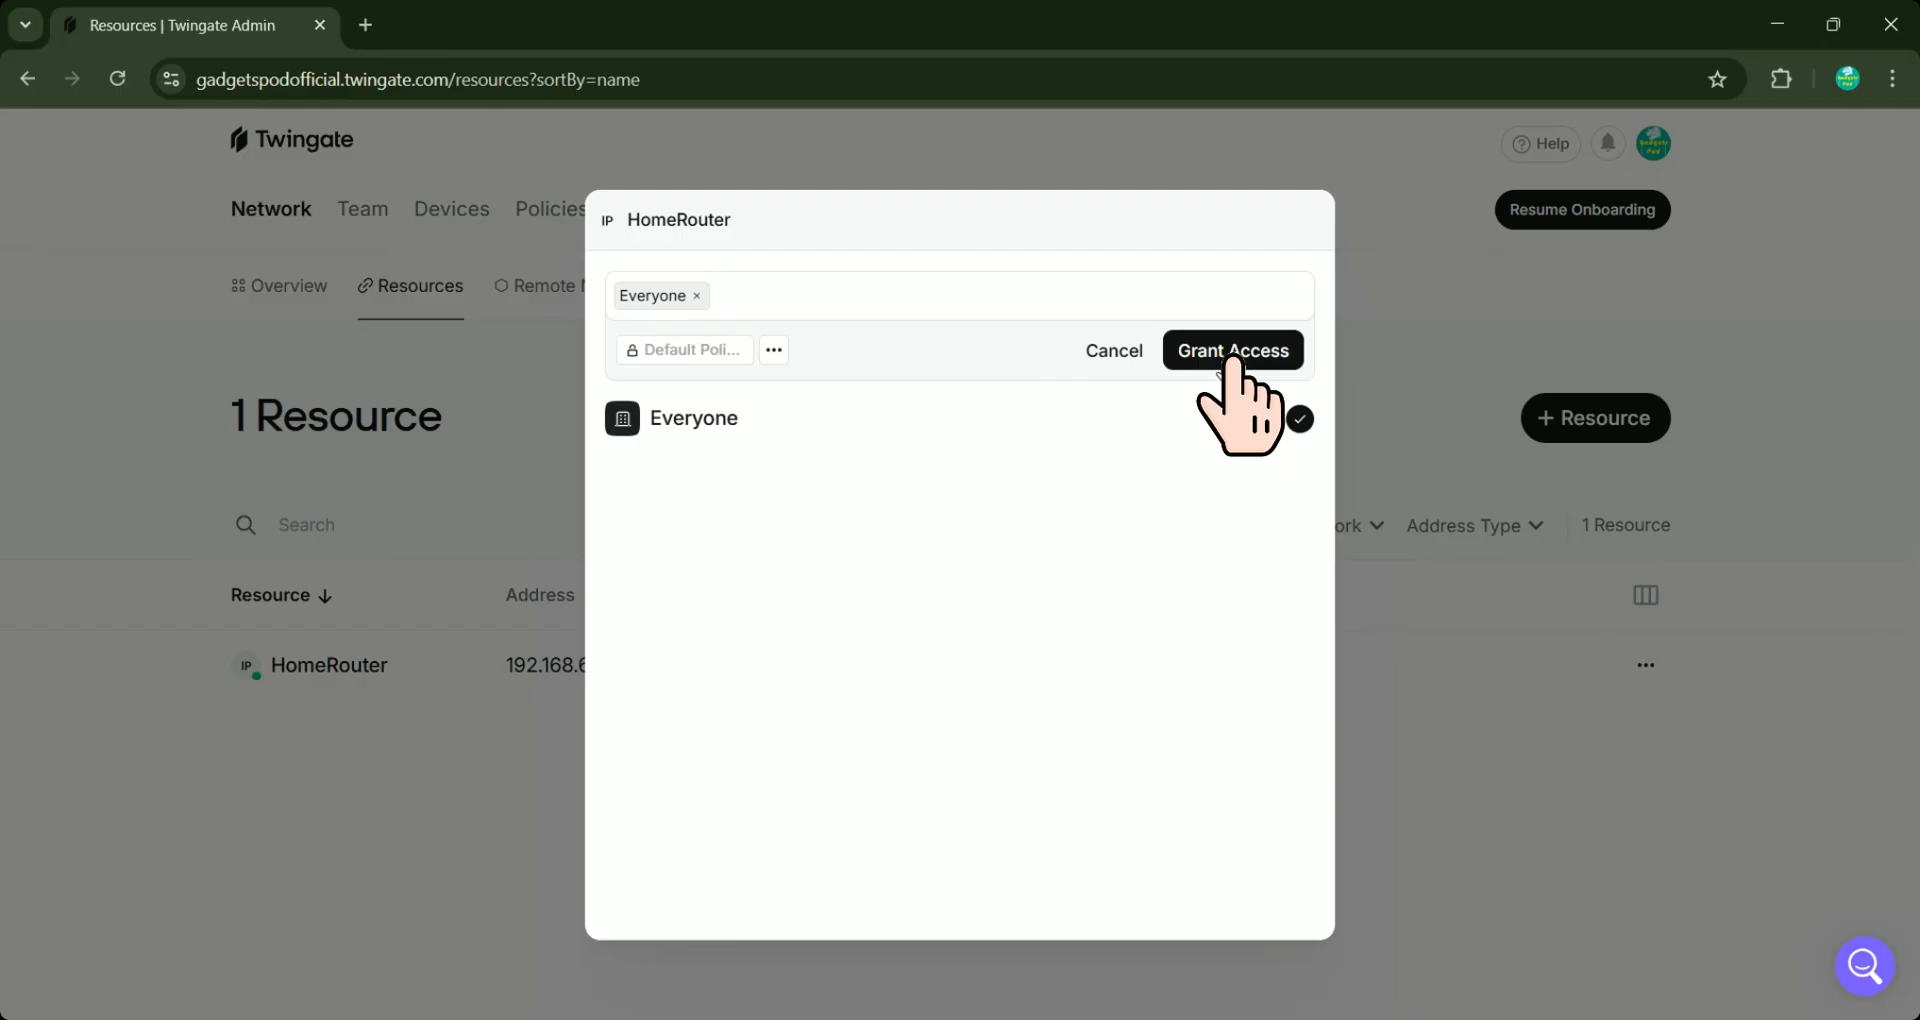 Resources | Twingate Admin
gadgetspodofficial.twingate.com/resources?sortBy=name
Twingate
Help
Network Team Devices Policies
Resume Onboarding
IP HomeRouter
Overview Resources Remote
Everyone ×
Default Poli... ...
Cancel
Grant Access
1 Resource
Everyone
+ Resource
Search
Address Type
1 Resource
Resource ↓ Address
IP HomeRouter 192.168.6
...